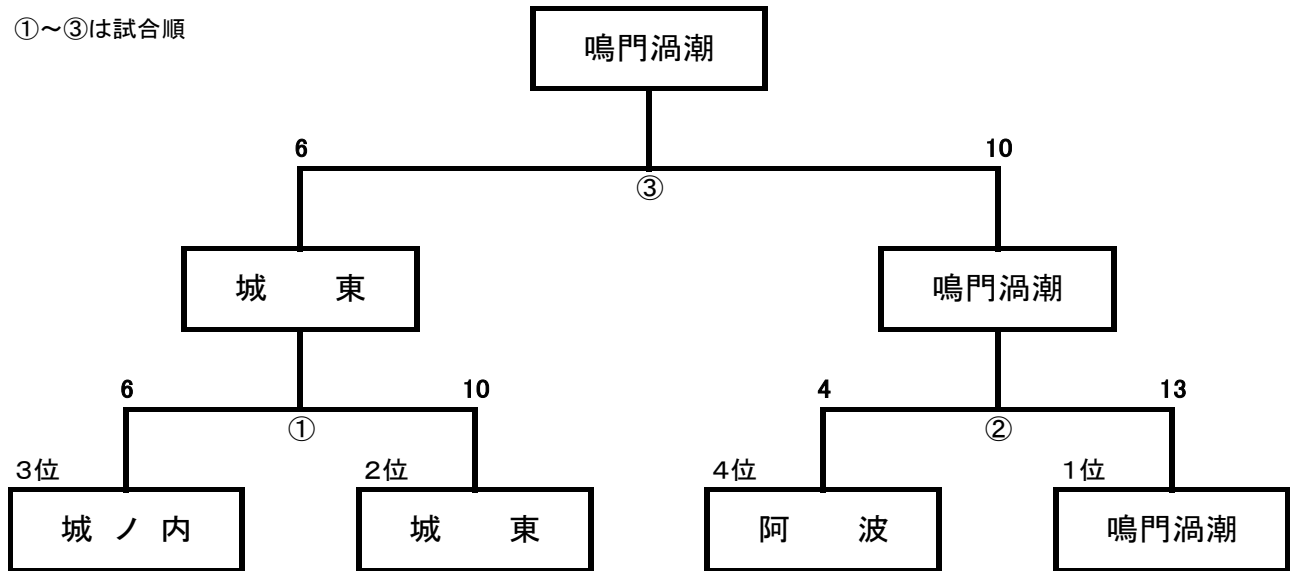 ①～③は試合順
鳴門渦潮
6 10
③
城　東 鳴門渦潮
6 10 4 13
① ②
3位 2位 4位 1位
城ノ内 城　東 阿　波 鳴門渦潮